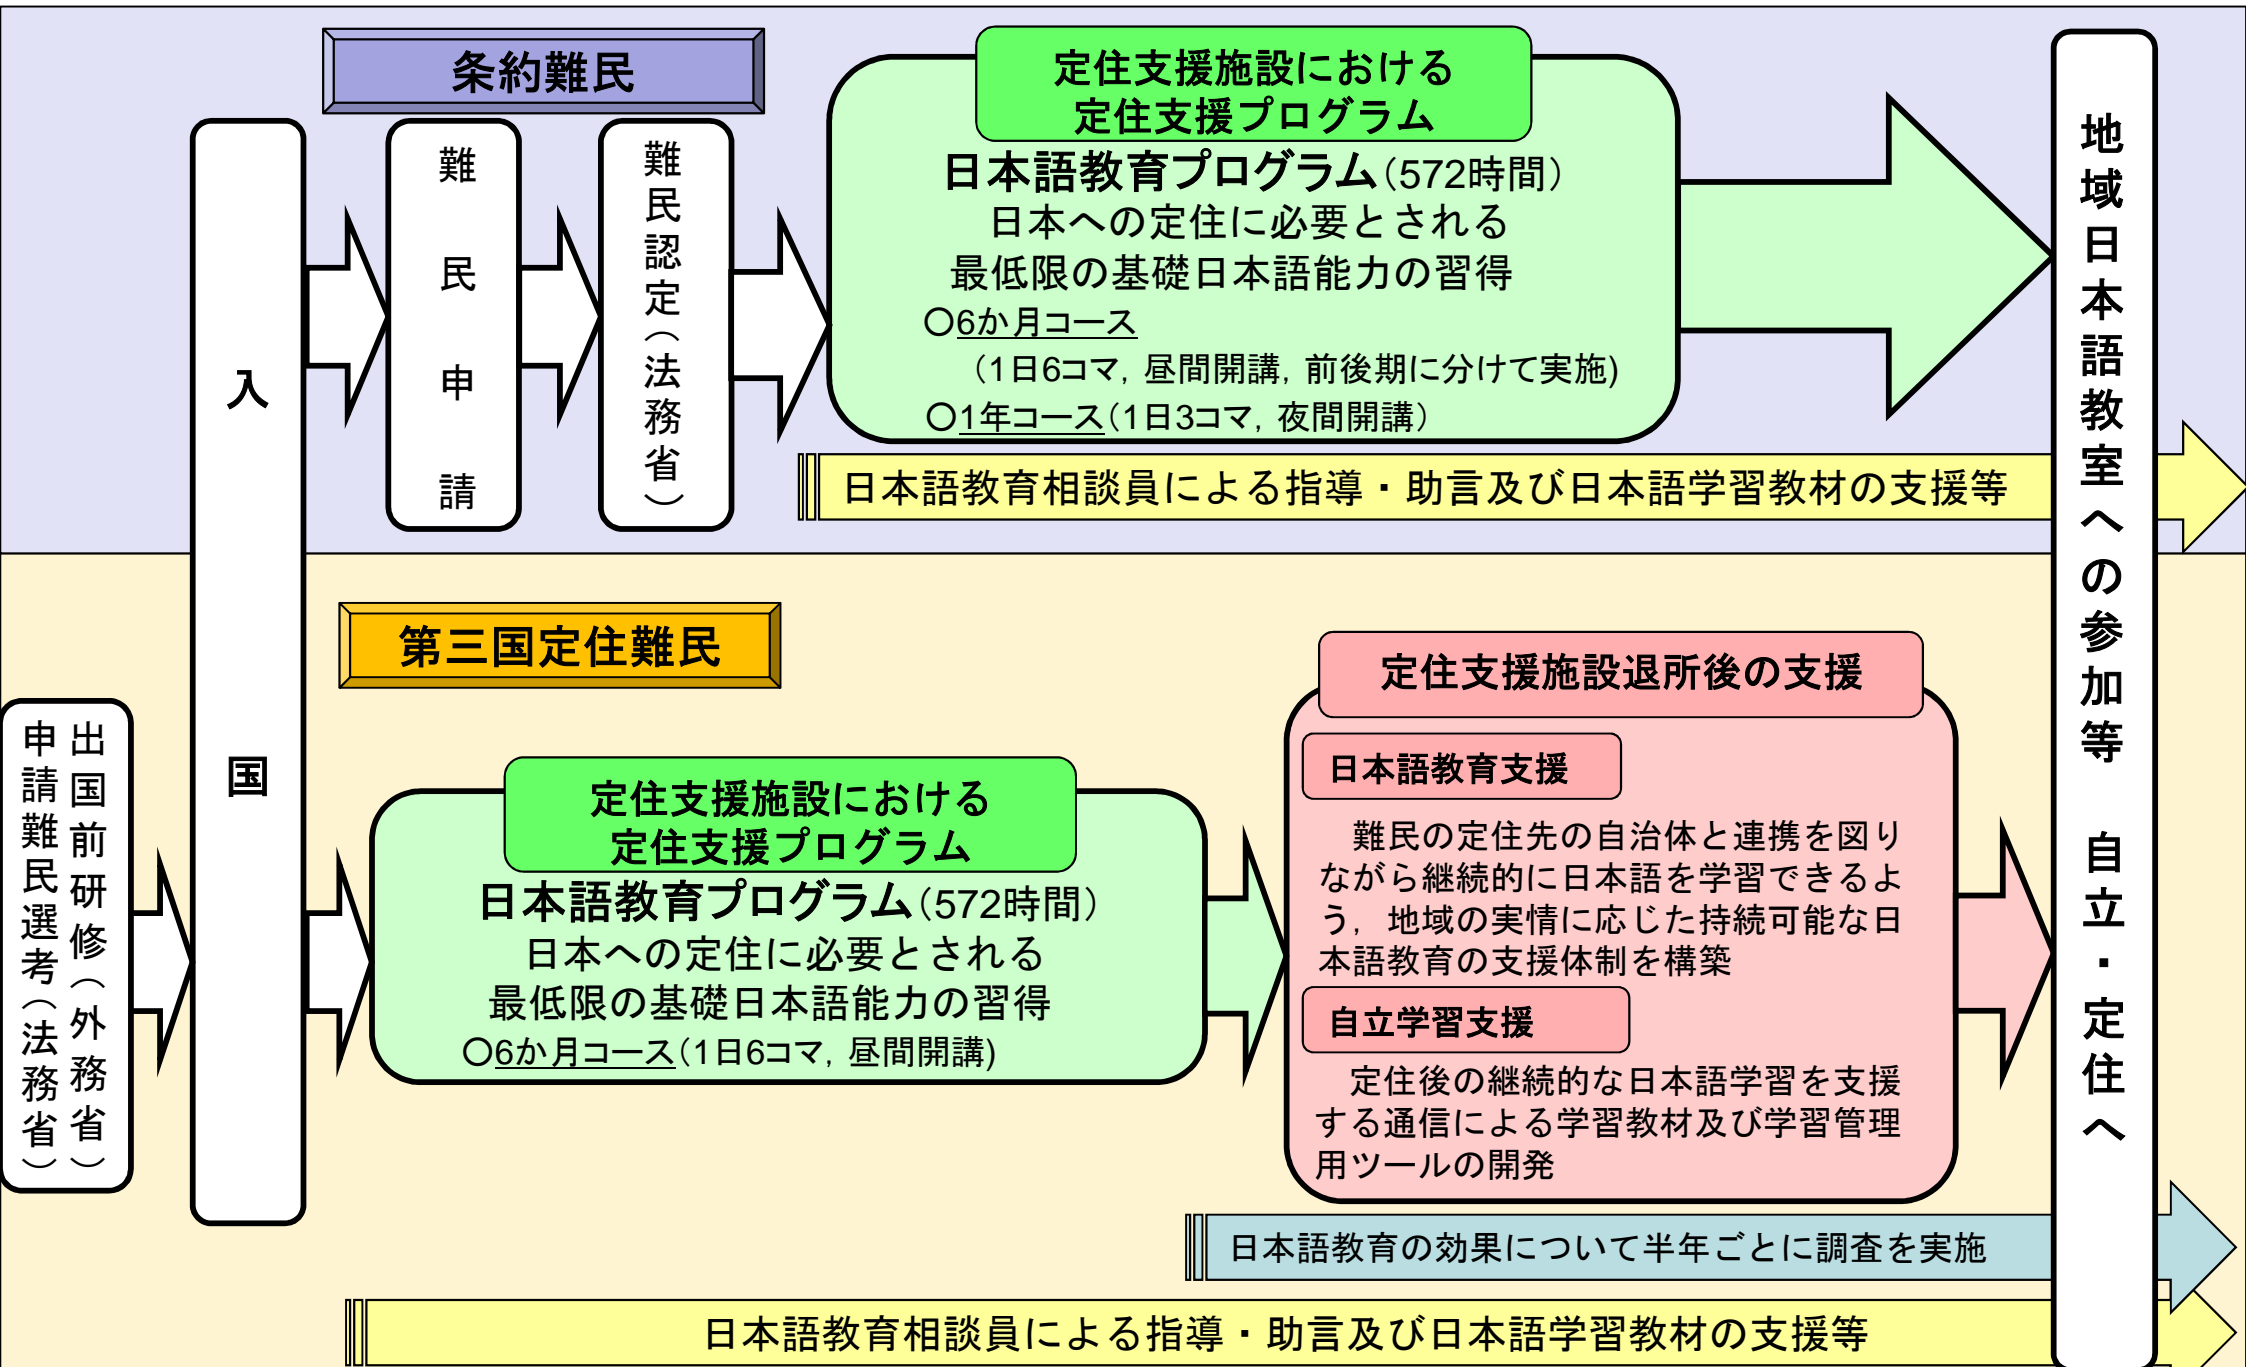 条約難民
入国
難民申請
難民認定（法務省）
定住支援施設における
定住支援プログラム
日本語教育プログラム（572時間）
日本への定住に必要とされる
最低限の基礎日本語能力の習得
○6か月コース
（1日6コマ，昼間開講，前後期に分けて実施)
○1年コース（1日3コマ，夜間開講）
日本語教育相談員による指導・助言及び日本語学習教材の支援等
地域日本語教室への参加等　自立・定住へ
第三国定住難民
出国前研修（外務省）
申請難民選考（法務省）
定住支援施設における
定住支援プログラム
日本語教育プログラム（572時間）
日本への定住に必要とされる
最低限の基礎日本語能力の習得
○6か月コース（1日6コマ，昼間開講)
定住支援施設退所後の支援
日本語教育支援
難民の定住先の自治体と連携を図り
ながら継続的に日本語を学習できるよ
う，地域の実情に応じた持続可能な日
本語教育の支援体制を構築
自立学習支援
定住後の継続的な日本語学習を支援
する通信による学習教材及び学習管理
用ツールの開発
日本語教育の効果について半年ごとに調査を実施
日本語教育相談員による指導・助言及び日本語学習教材の支援等